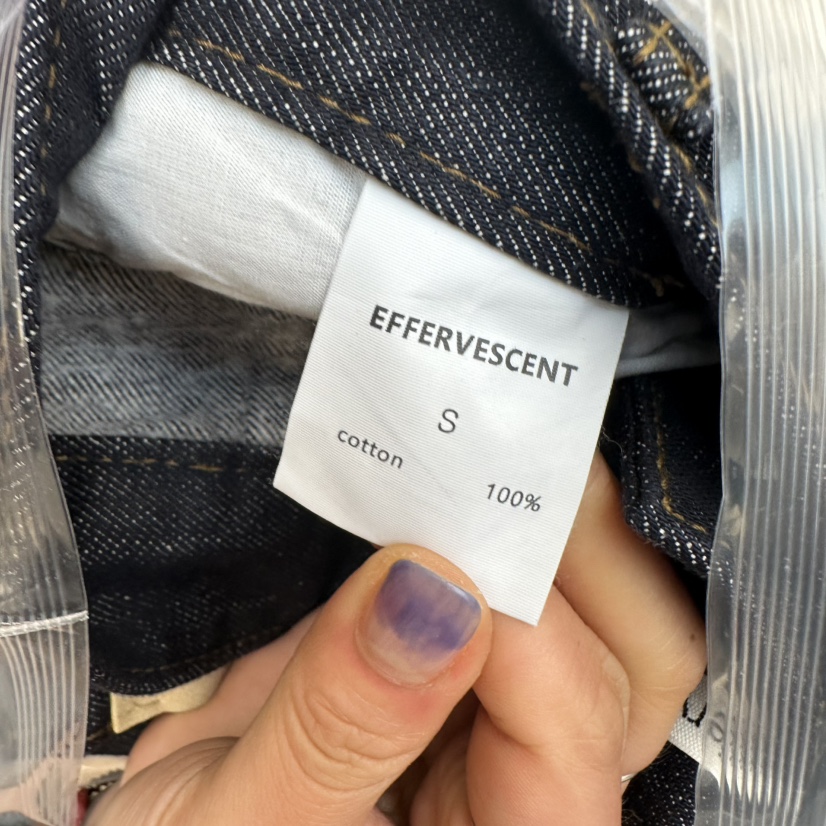 EFFERVESCENT
S
cotton 100%